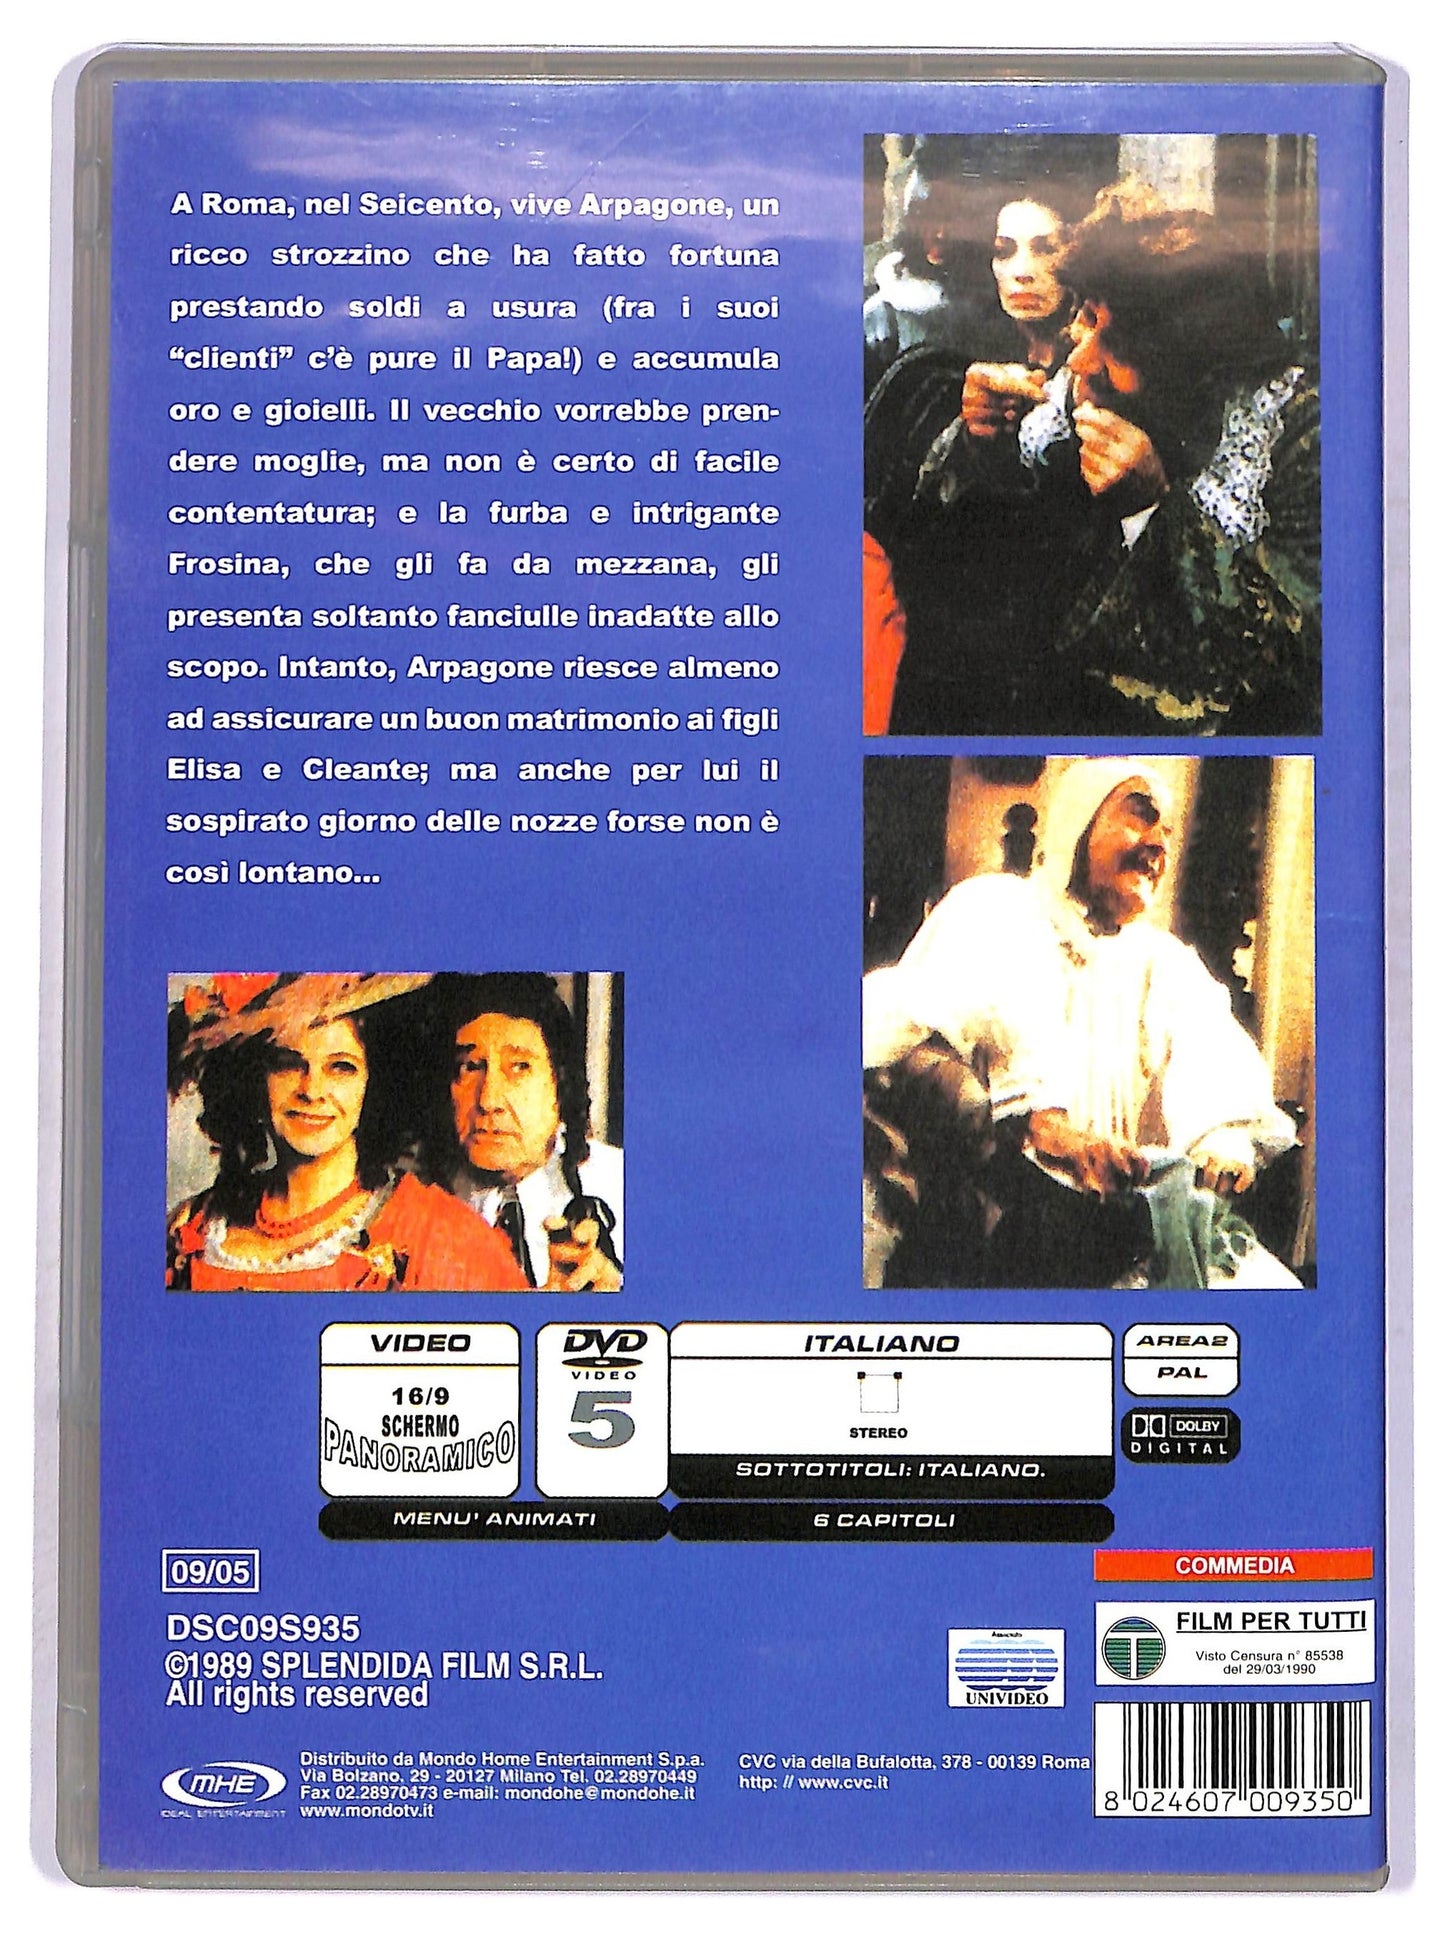 A Roma, nel Seicento, vive Arpagone, un
ricco strozzino che ha fatto fortuna
prestando soldi a usura (fra i suoi
“clienti” c’è pure il Papa!) e accumula
oro e gioielli. Il vecchio vorrebbe pren-
dere moglie, ma non è certo di facile
contentatura; e la furba e intrigante
Frosina, che gli fa da mezzana, gli
presenta soltanto fanciulle inadatte allo
scopo. Intanto, Arpagone riesce almeno
ad assicurare un buon matrimonio ai figli
Elisa e Cleante; ma anche per lui il
sospirato giorno delle nozze forse non è
così lontano...
VIDEO
16/9
SCHERMO
PANORAMICO
DVD
VIDEO
5
ITALIANO
STEREO
SOTTOTITOLI: ITALIANO.
AREA2
PAL
DOLBY
DIGITAL
MENU' ANIMATI
6 CAPITOLI
09/05
COMMEDIA
DSC09S935
©1989 SPLENDIDA FILM S.R.L.
All rights reserved
Associato
UNIVIDEO
T
FILM PER TUTTI
Visto Censura n° 85538
del 29/03/1990
MHE
IDEAL ENTERTAINMENT
Distribuito da Mondo Home Entertainment S.p.a.
Via Bolzano, 29 - 20127 Milano Tel. 02.28970449
Fax 02.28970473 e-mail: mondohe@mondohe.it
www.mondotv.it
CVC via della Bufalotta, 378 - 00139 Roma
http: // www.cvc.it
8 024607 009350